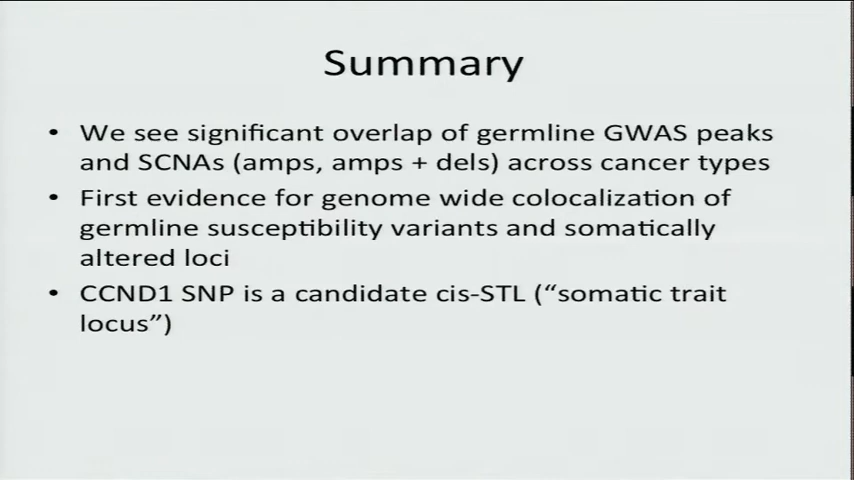 Summary
• We see significant overlap of germline GWAS peaks
and SCNAs (amps, amps + dels) across cancer types
• First evidence for genome wide colocalization of
germline susceptibility variants and somatically
altered loci
• CCND1 SNP is a candidate cis-STL (“somatic trait
locus”)